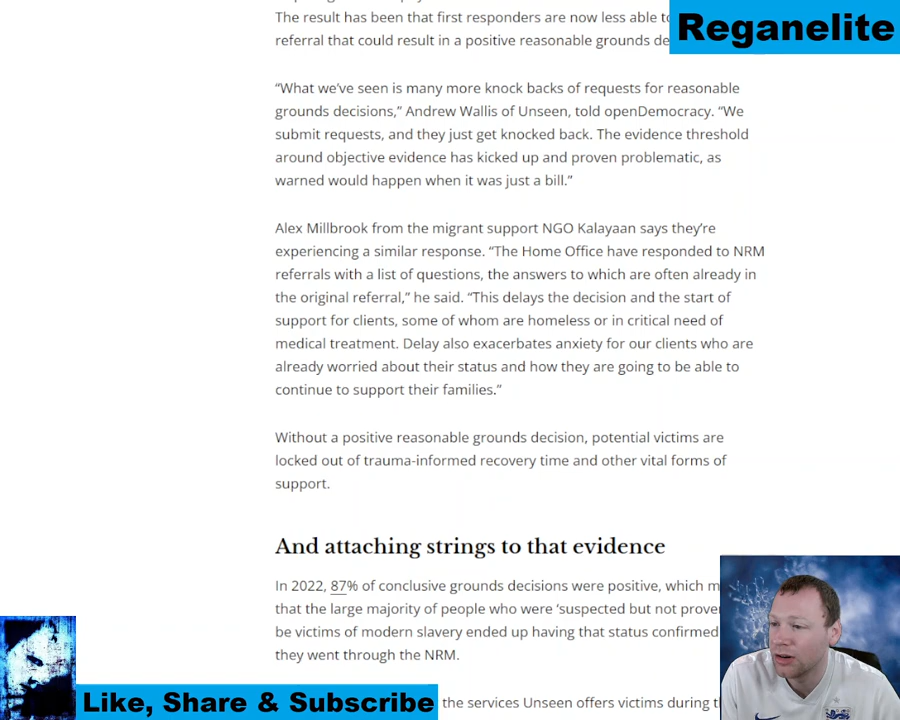 The result has been that first responders are now less able to
referral that could result in a positive reasonable grounds de
Reganelite
“What we’ve seen is many more knock backs of requests for reasonable
grounds decisions,” Andrew Wallis of Unseen, told openDemocracy. “We
submit requests, and they just get knocked back. The evidence threshold
around objective evidence has kicked up and proven problematic, as
warned would happen when it was just a bill.”
Alex Millbrook from the migrant support NGO Kalayaan says they’re
experiencing a similar response. “The Home Office have responded to NRM
referrals with a list of questions, the answers to which are often already in
the original referral,” he said. “This delays the decision and the start of
support for clients, some of whom are homeless or in critical need of
medical treatment. Delay also exacerbates anxiety for our clients who are
already worried about their status and how they are going to be able to
continue to support their families.”
Without a positive reasonable grounds decision, potential victims are
locked out of trauma-informed recovery time and other vital forms of
support.
And attaching strings to that evidence
In 2022, 87% of conclusive grounds decisions were positive, which m
that the large majority of people who were ‘suspected but not prove
be victims of modern slavery ended up having that status confirmed
they went through the NRM.
the services Unseen offers victims during t
Like, Share & Subscribe